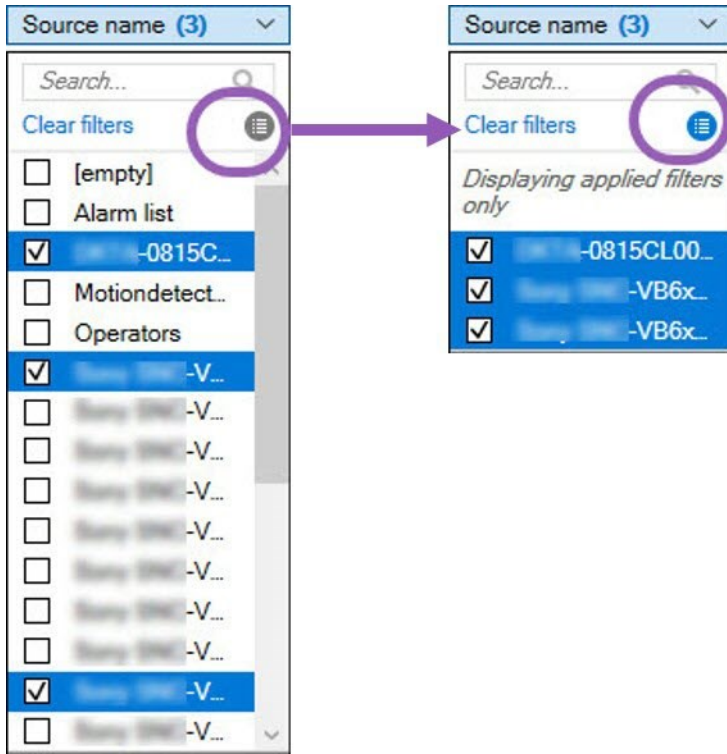 Source name (3)
Search...
Clear filters
[empty]
Alarm list
-0815C...
Motiondetect...
Operators
-V...
-V...
-V...
-V...
-V...
-V...
-V...
-V...
-V...
-V...
Source name (3)
Search...
Clear filters
Displaying applied filters
only
-0815CL00...
-VB6x...
-VB6x...